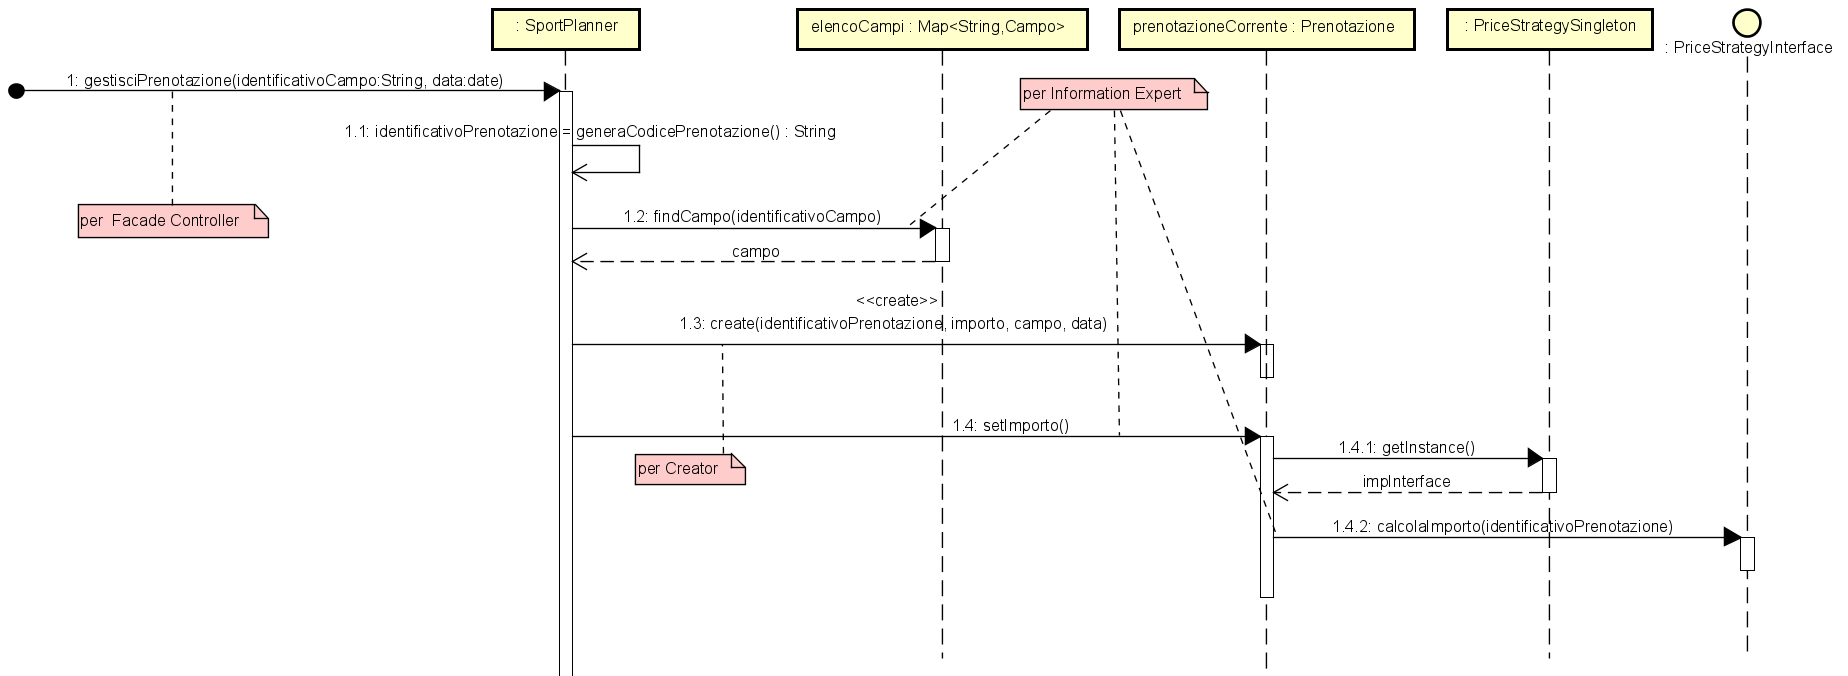 : SportPlanner
elencoCampi : Map<String,Campo>
prenotazioneCorrente : Prenotazione
: PriceStrategySingleton
: PriceStrategyInterface
1: gestisciPrenotazione(identificativoCampo:String, data:date)
per Information Expert
1.1: identificativoPrenotazione = generaCodicePrenotazione() : String
per  Facade Controller
1.2: findCampo(identificativoCampo)
campo
<<create>>
1.3: create(identificativoPrenotazione, importo, campo, data)
1.4: setImporto()
per Creator
1.4.1: getInstance()
impInterface
1.4.2: calcolaImporto(identificativoPrenotazione)